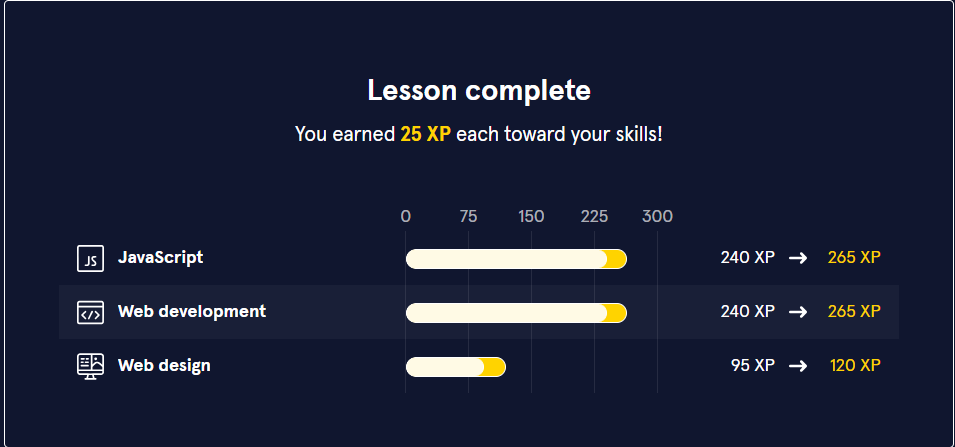 Lesson complete
You earned 25 XP each toward your skills!
0 75 150 225 300
JS JavaScript 240 XP → 265 XP
</> Web development 240 XP → 265 XP
Web design 95 XP → 120 XP